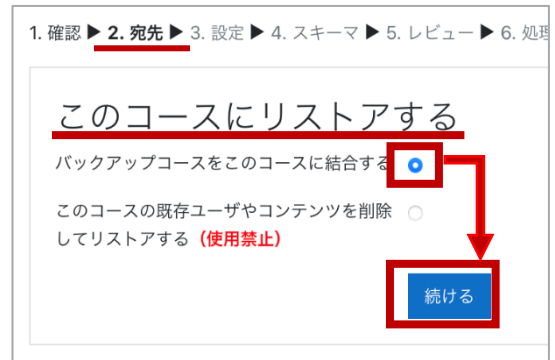 1. 確認 ▶ 2. 宛先 ▶ 3. 設定 ▶ 4. スキーマ ▶ 5. レビュー ▶ 6. 処理
このコースにリストアする
バックアップコースをこのコースに結合する
このコースの既存ユーザやコンテンツを削除
してリストアする（使用禁止）
続ける